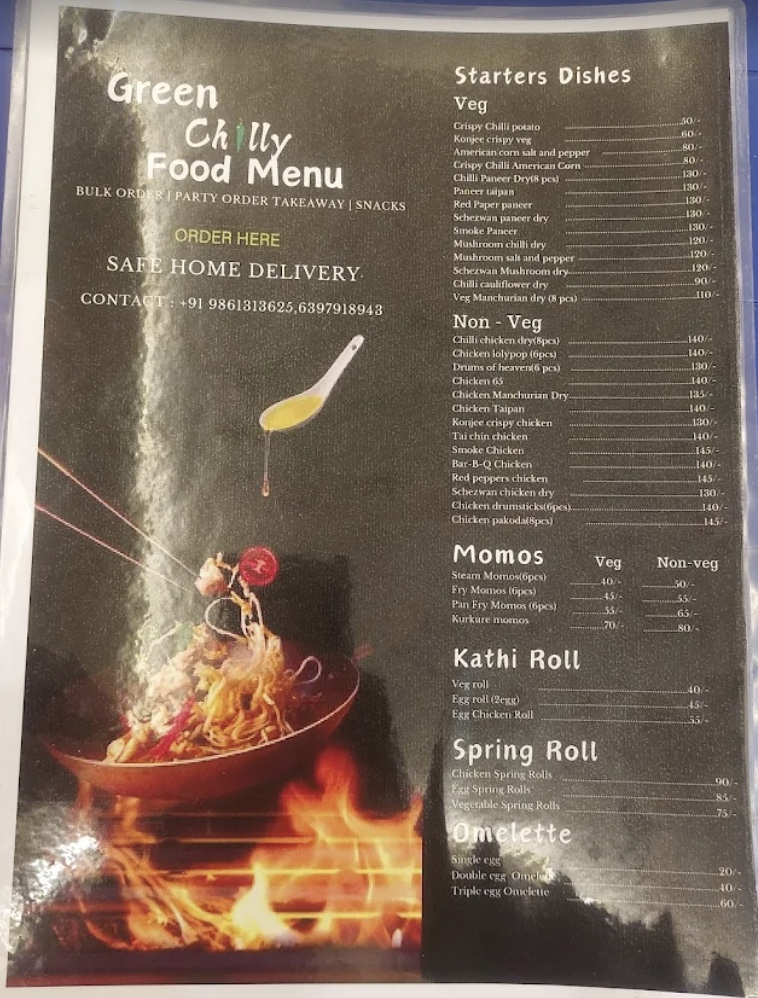 Green
Chilly
Food Menu
BULK ORDER | PARTY ORDER TAKEAWAY | SNACKS
ORDER HERE
SAFE HOME DELIVERY
CONTACT : +91 9861313625,6397918943
Starters Dishes
Veg
Crispy Chilli potato 50/-
Konjee crispy veg 60/-
American corn salt and pepper 80/-
Crispy Chilli American Corn 80/-
Chilli Paneer Dry(8 pcs) 130/-
Paneer taipan 130/-
Red Paper paneer 130/-
Schezwan paneer dry 130/-
Smoke Paneer 130/-
Mushroom chilli dry 120/-
Mushroom salt and pepper 120/-
Schezwan Mushroom dry 120/-
Chilli cauliflower dry 90/-
Veg Manchurian dry (8 pcs) 110/-
Non - Veg
Chilli chicken dry(8pcs) 140/-
Chicken lolypop (6pcs) 140/-
Drums of heaven(6 pcs) 130/-
Chicken 65 140/-
Chicken Manchurian Dry 135/-
Chicken Taipan 140/-
Konjee crispy chicken 130/-
Tai chin chicken 140/-
Smoke Chicken 145/-
Bar-B-Q Chicken 140/-
Red peppers chicken 145/-
Schezwan chicken dry 130/-
Chicken drumsticks(6pcs) 140/-
Chicken pakoda(8pcs) 145/-
Momos Veg Non-veg
Steam Momos(6pcs) 40/- 50/-
Fry Momos (6pcs) 45/- 55/-
Pan Fry Momos (6pcs) 55/- 65/-
Kurkure momos 70/- 80/-
Kathi Roll
Veg roll 40/-
Egg roll (2egg) 45/-
Egg Chicken Roll 55/-
Spring Roll
Chicken Spring Rolls 90/-
Egg Spring Rolls 85/-
Vegetable Spring Rolls 75/-
Omelette
Single egg 20/-
Double egg Omelette 40/-
Triple egg Omelette 60/-